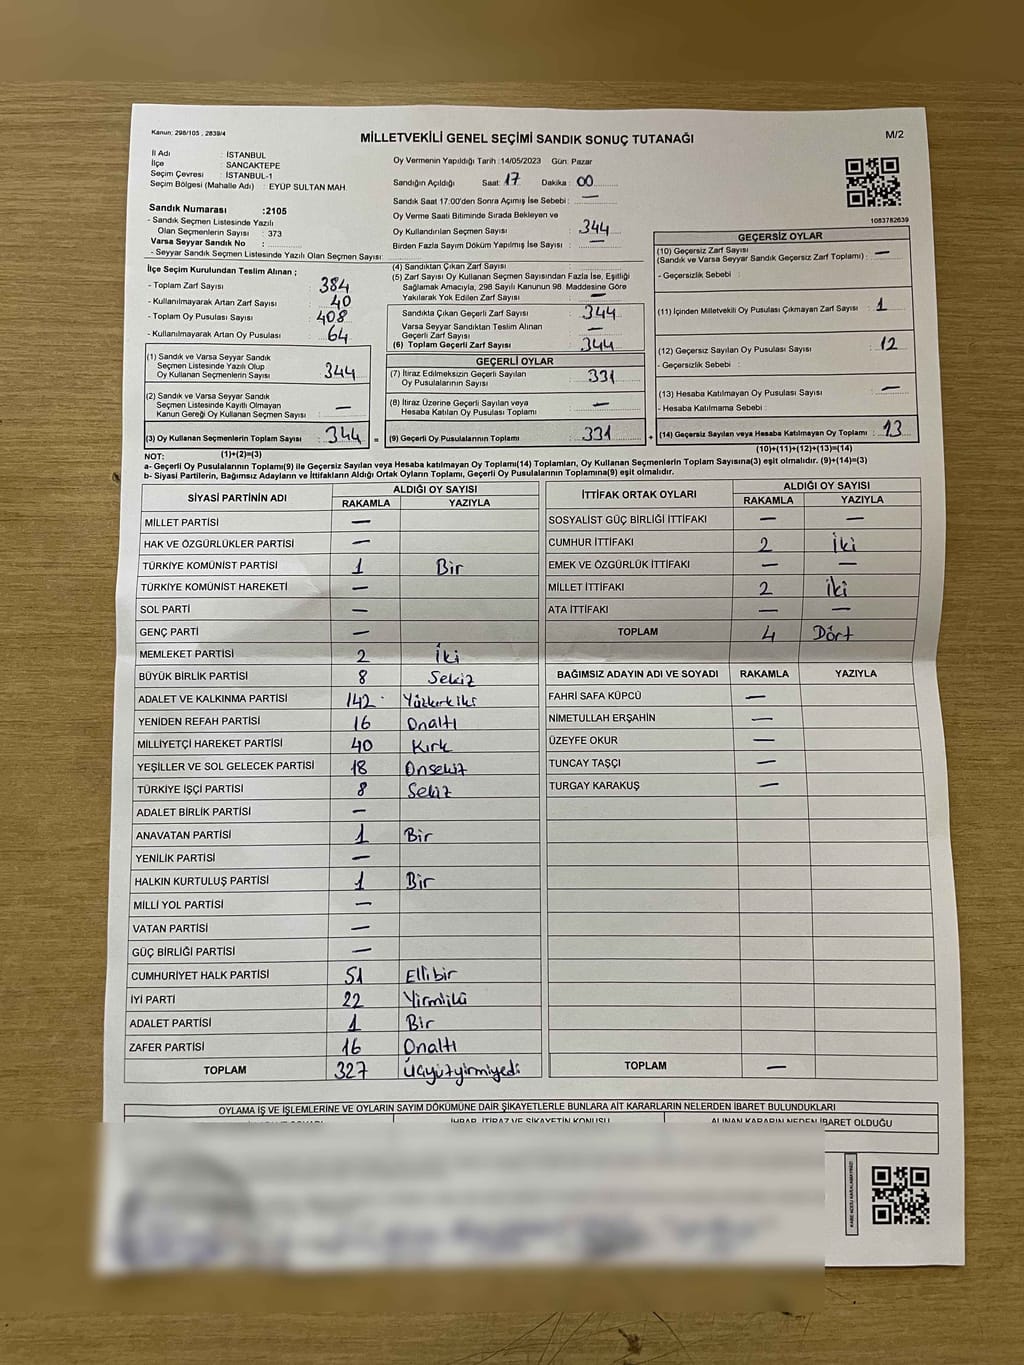 Kanun: 298/105 , 2839/4
MİLLETVEKİLİ GENEL SEÇİMİ SANDIK SONUÇ TUTANAĞI
M/2
İl Adı : İSTANBUL
İlçe : SANCAKTEPE
Seçim Çevresi : İSTANBUL-1
Seçim Bölgesi (Mahalle Adı) : EYÜP SULTAN MAH.
Sandık Numarası :2105
- Sandık Seçmen Listesinde Yazılı
Olan Seçmenlerin Sayısı : 373
Varsa Seyyar Sandık No :
- Seyyar Sandık Seçmen Listesinde Yazılı Olan Seçmen Sayısı:
Oy Vermenin Yapıldığı Tarih :14/05/2023 Gün: Pazar
Sandığın Açıldığı Saat: 17 Dakika : 00
Sandık Saat 17.00'den Sonra Açılmış İse Sebebi : —
Oy Verme Saati Bitiminde Sırada Bekleyen ve
Oy Kullandırılan Seçmen Sayısı : 344
Birden Fazla Sayım Döküm Yapılmış İse Sayısı : —
1083782639
İlçe Seçim Kurulundan Teslim Alınan ;
- Toplam Zarf Sayısı : 384
- Kullanılmayarak Artan Zarf Sayısı : 40
- Toplam Oy Pusulası Sayısı : 408
- Kullanılmayarak Artan Oy Pusulası : 64
(1) Sandık ve Varsa Seyyar Sandık
Seçmen Listesinde Yazılı Olup
Oy Kullanan Seçmenlerin Sayısı : 344
(2) Sandık ve Varsa Seyyar Sandık
Seçmen Listesinde Kayıtlı Olmayan
Kanun Gereği Oy Kullanan Seçmen Sayısı : —
(3) Oy Kullanan Seçmenlerin Toplam Sayısı : 344 =
(1)+(2)=(3)
(4) Sandıktan Çıkan Zarf Sayısı :
(5) Zarf Sayısı Oy Kullanan Seçmen Sayısından Fazla İse, Eşitliği
Sağlamak Amacıyla, 298 Sayılı Kanunun 98. Maddesine Göre
Yakılarak Yok Edilen Zarf Sayısı : —
Sandıkta Çıkan Geçerli Zarf Sayısı : 344
Varsa Seyyar Sandıktan Teslim Alınan
Geçerli Zarf Sayısı : —
(6) Toplam Geçerli Zarf Sayısı : 344
GEÇERLİ OYLAR
(7) İtiraz Edilmeksizin Geçerli Sayılan
Oy Pusulalarının Sayısı : 331
(8) İtiraz Üzerine Geçerli Sayılan veya
Hesaba Katılan Oy Pusulası Toplamı : —
(9) Geçerli Oy Pusulalarının Toplamı : 331 +
GEÇERSİZ OYLAR
(10) Geçersiz Zarf Sayısı
(Sandık ve Varsa Seyyar Sandık Geçersiz Zarf Toplamı) : —
- Geçersizlik Sebebi :
(11) İçinden Milletvekili Oy Pusulası Çıkmayan Zarf Sayısı : 1
(12) Geçersiz Sayılan Oy Pusulası Sayısı : 12
- Geçersizlik Sebebi :
(13) Hesaba Katılmayan Oy Pusulası Sayısı : —
- Hesaba Katılmama Sebebi :
(14) Geçersiz Sayılan veya Hesaba Katılmayan Oy Toplamı : 13
(10)+(11)+(12)+(13)=(14)
NOT:
a- Geçerli Oy Pusulalarının Toplamı(9) ile Geçersiz Sayılan veya Hesaba katılmayan Oy Toplamı(14) Toplamları, Oy Kullanan Seçmenlerin Toplam Sayısına(3) eşit olmalıdır. (9)+(14)=(3)
b- Siyasi Partilerin, Bağımsız Adayların ve İttifakların Aldığı Ortak Oyların Toplamı, Geçerli Oy Pusulalarının Toplamına(9) eşit olmalıdır.
SİYASİ PARTİNİN ADI ALDIĞI OY SAYISI
RAKAMLA YAZIYLA
MİLLET PARTİSİ —
HAK VE ÖZGÜRLÜKLER PARTİSİ —
TÜRKİYE KOMÜNİST PARTİSİ 1 Bir
TÜRKİYE KOMÜNİST HAREKETİ —
SOL PARTİ —
GENÇ PARTİ —
MEMLEKET PARTİSİ 2 İki
BÜYÜK BİRLİK PARTİSİ 8 Sekiz
ADALET VE KALKINMA PARTİSİ 142 Yüzkırkiki
YENİDEN REFAH PARTİSİ 16 Onaltı
MİLLİYETÇİ HAREKET PARTİSİ 40 Kırk
YEŞİLLER VE SOL GELECEK PARTİSİ 18 Onsekiz
TÜRKİYE İŞÇİ PARTİSİ 8 Sekiz
ADALET BİRLİK PARTİSİ —
ANAVATAN PARTİSİ 1 Bir
YENİLİK PARTİSİ —
HALKIN KURTULUŞ PARTİSİ 1 Bir
MİLLİ YOL PARTİSİ —
VATAN PARTİSİ —
GÜÇ BİRLİĞİ PARTİSİ —
CUMHURİYET HALK PARTİSİ 51 Ellibir
İYİ PARTİ 22 Yirmiiki
ADALET PARTİSİ 1 Bir
ZAFER PARTİSİ 16 Onaltı
TOPLAM 327 Üçyüzyirmiyedi
İTTİFAK ORTAK OYLARI ALDIĞI OY SAYISI
RAKAMLA YAZIYLA
SOSYALİST GÜÇ BİRLİĞİ İTTİFAKI — —
CUMHUR İTTİFAKI 2 İki
EMEK VE ÖZGÜRLÜK İTTİFAKI — —
MİLLET İTTİFAKI 2 İki
ATA İTTİFAKI — —
TOPLAM 4 Dört
BAĞIMSIZ ADAYIN ADI VE SOYADI RAKAMLA YAZIYLA
FAHRİ SAFA KÜPCÜ —
NİMETULLAH ERŞAHİN —
ÜZEYFE OKUR —
TUNCAY TAŞÇI —
TURGAY KARAKUŞ —
TOPLAM —
OYLAMA İŞ VE İŞLEMLERİNE VE OYLARIN SAYIM DÖKÜMÜNE DAİR ŞİKAYETLERLE BUNLARA AİT KARARLARIN NELERDEN İBARET BULUNDUKLARI
İHBAR, İTİRAZ VE ŞİKAYETİN KONUSU ALINAN KARARIN NEDEN İBARET OLDUĞU